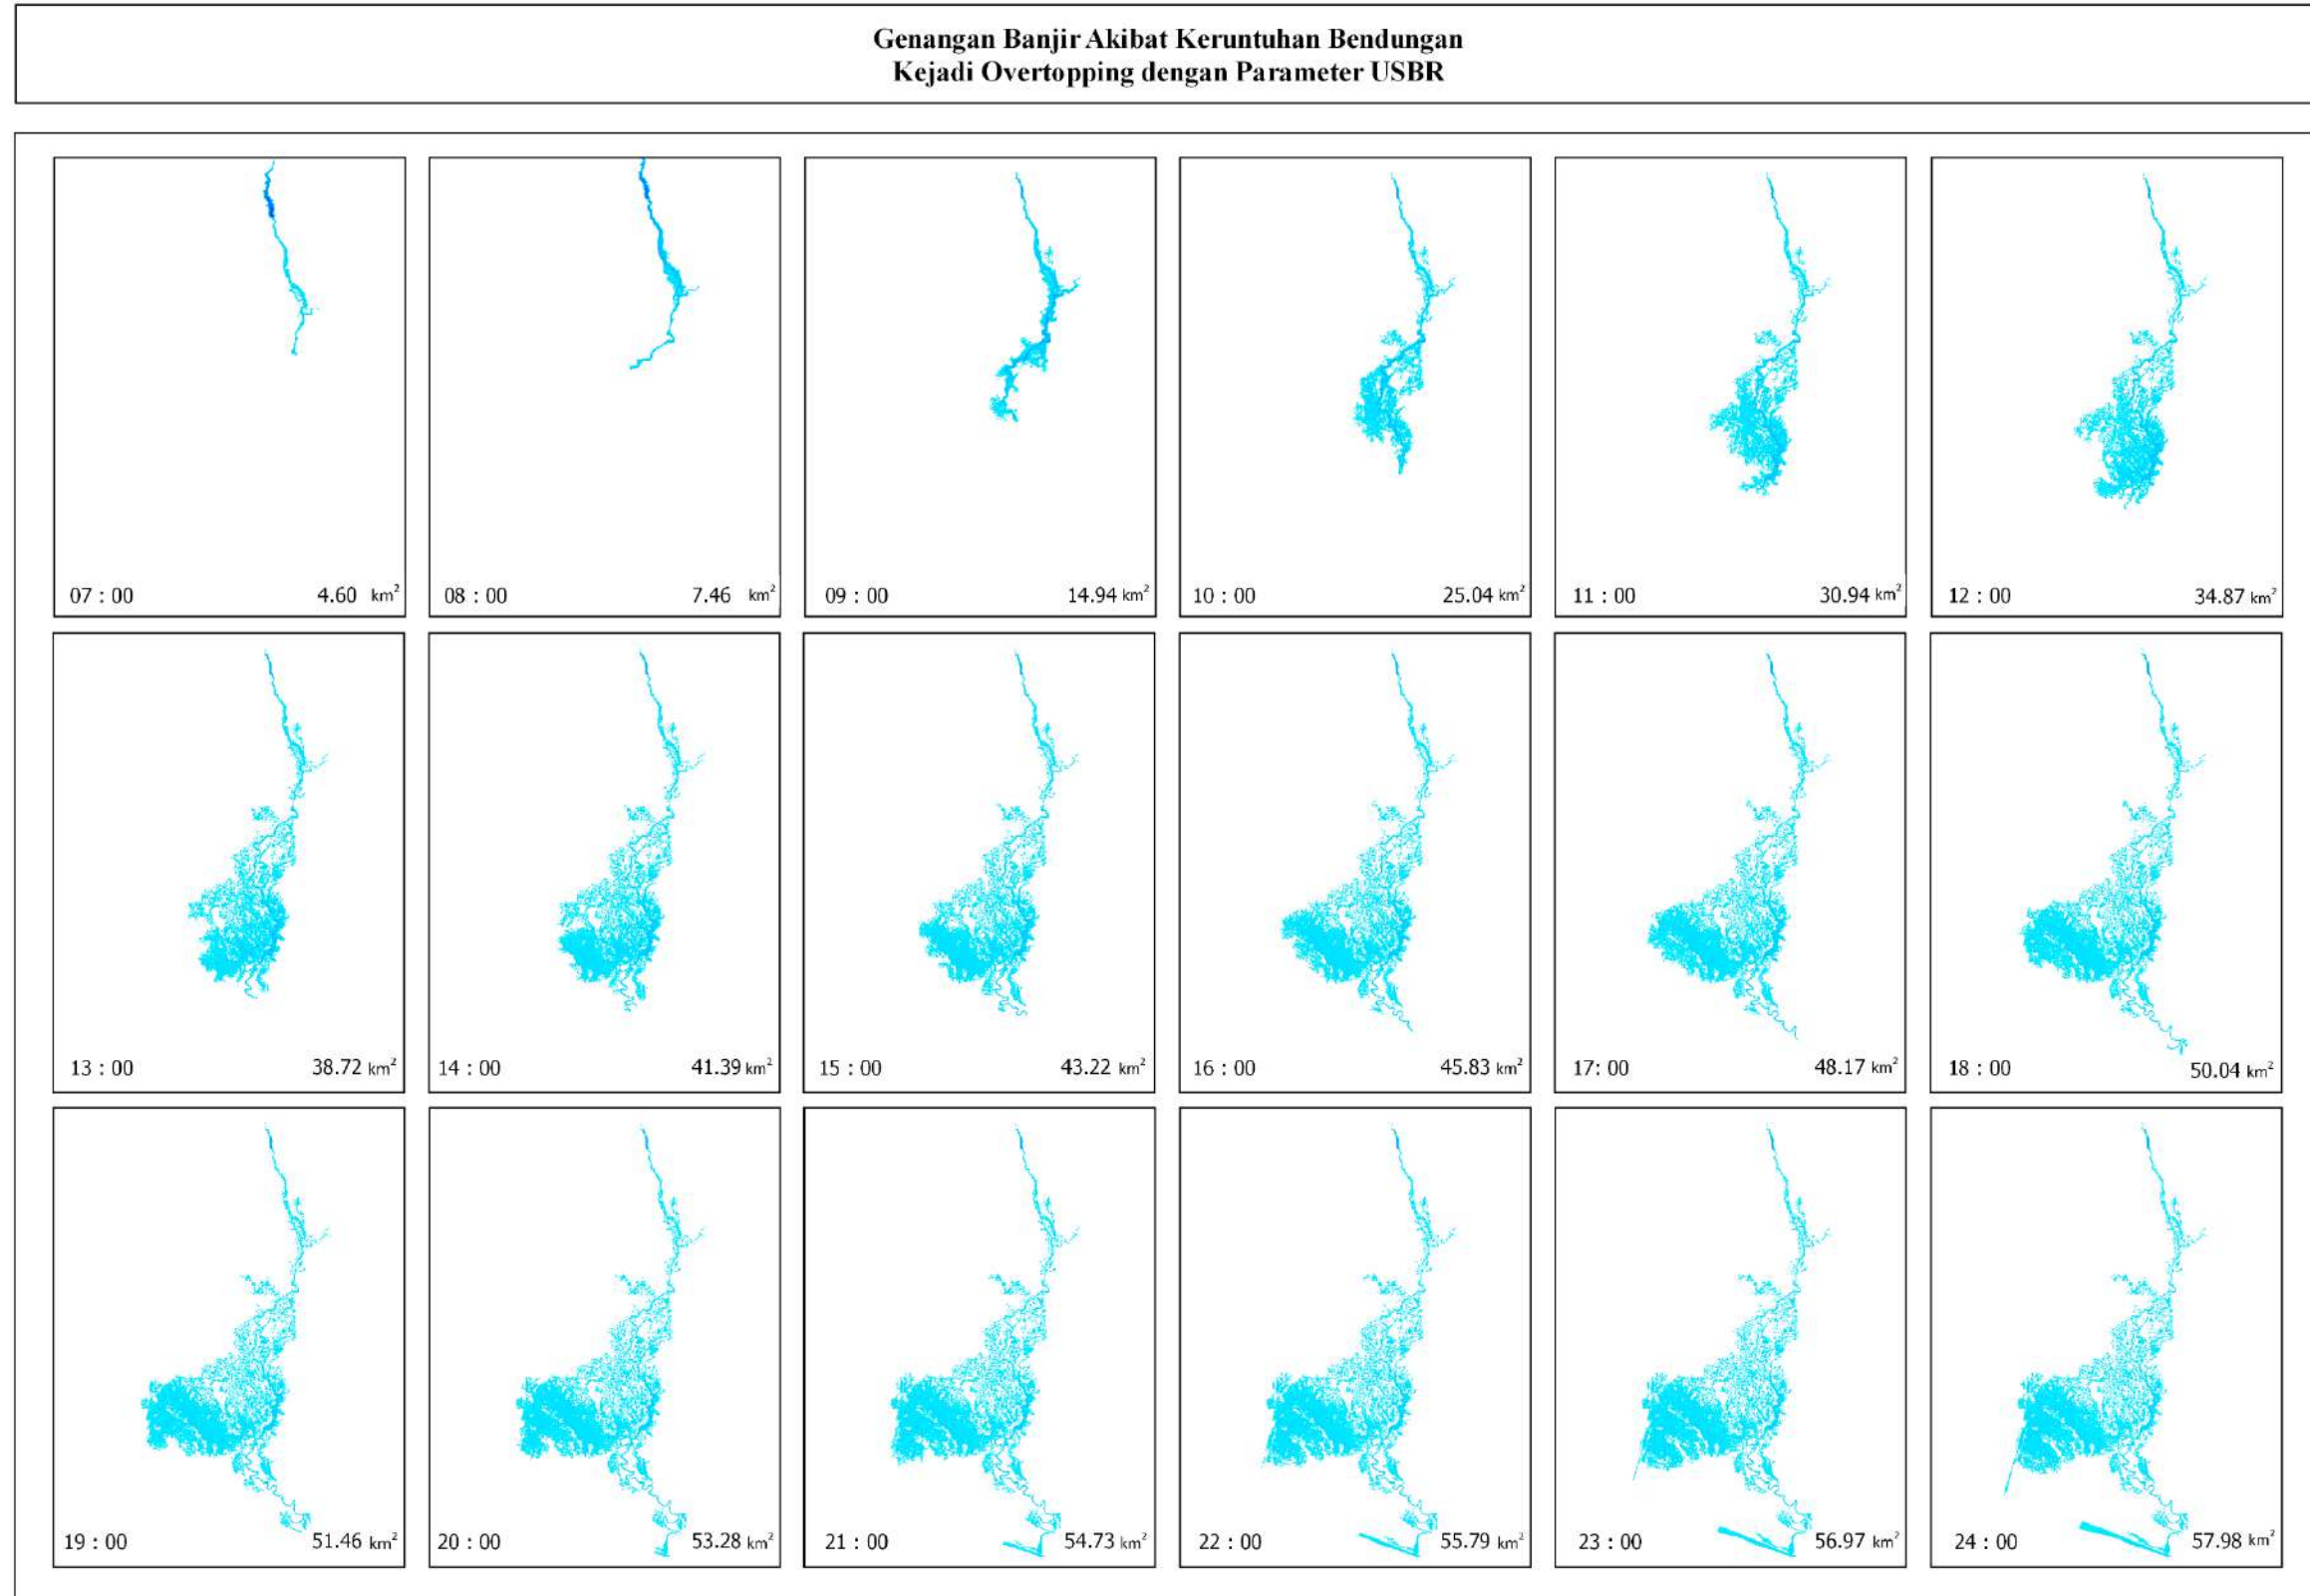 Genangan Banjir Akibat Keruntuhan Bendungan
Kejadi Overtopping dengan Parameter USBR
07 : 00 4.60 km²
08 : 00 7.46 km²
09 : 00 14.94 km²
10 : 00 25.04 km²
11 : 00 30.94 km²
12 : 00 34.87 km²
13 : 00 38.72 km²
14 : 00 41.39 km²
15 : 00 43.22 km²
16 : 00 45.83 km²
17: 00 48.17 km²
18 : 00 50.04 km²
19 : 00 51.46 km²
20 : 00 53.28 km²
21 : 00 54.73 km²
22 : 00 55.79 km²
23 : 00 56.97 km²
24 : 00 57.98 km²